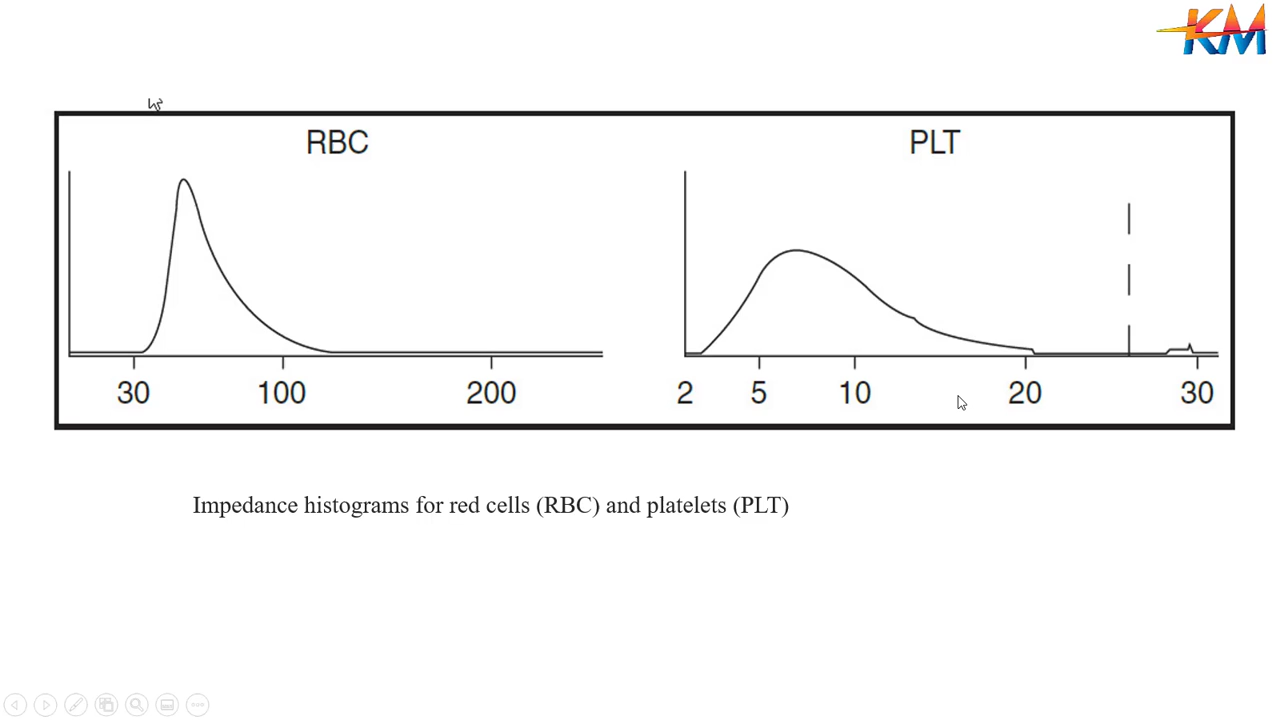 KM
RBC
PLT
30 100 200
2 5 10 20 30
Impedance histograms for red cells (RBC) and platelets (PLT)